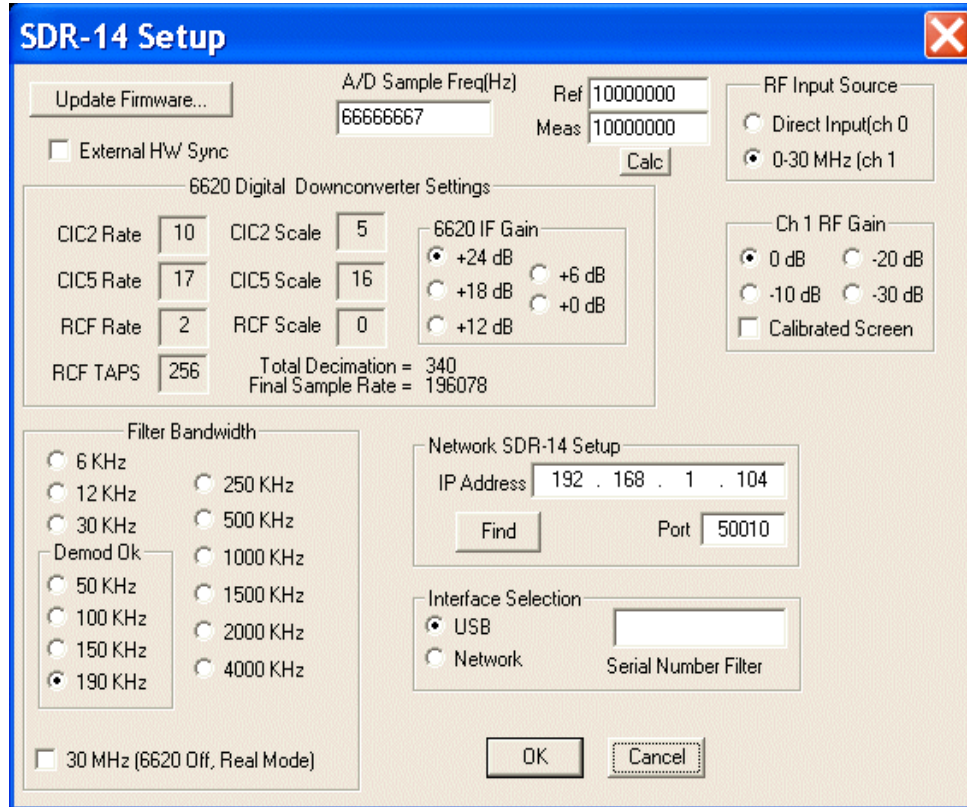 SDR-14 Setup
Update Firmware...
A/D Sample Freq(Hz)
66666667
Ref 10000000
Meas 10000000
Calc
External HW Sync
RF Input Source
Direct Input(ch 0
0-30 MHz (ch 1
6620 Digital Downconverter Settings
CIC2 Rate 10 CIC2 Scale 5
CIC5 Rate 17 CIC5 Scale 16
RCF Rate 2 RCF Scale 0
RCF TAPS 256
Total Decimation = 340
Final Sample Rate = 196078
6620 IF Gain
+24 dB
+18 dB
+12 dB
+6 dB
+0 dB
Ch 1 RF Gain
0 dB -20 dB
-10 dB -30 dB
Calibrated Screen
Filter Bandwidth
6 KHz
12 KHz
30 KHz
Demod Ok
50 KHz
100 KHz
150 KHz
190 KHz
250 KHz
500 KHz
1000 KHz
1500 KHz
2000 KHz
4000 KHz
30 MHz (6620 Off, Real Mode)
Network SDR-14 Setup
IP Address 192 . 168 . 1 . 104
Find
Port 50010
Interface Selection
USB
Network
Serial Number Filter
OK
Cancel